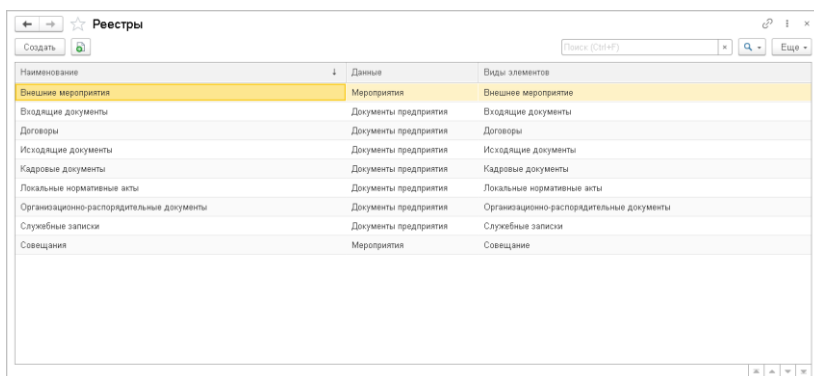 Реестры
Создать Поиск (Ctrl+F) × Еще
Наименование ↓ Данные Виды элементов
Внешние мероприятия Мероприятия Внешнее мероприятие
Входящие документы Документы предприятия Входящие документы
Договоры Документы предприятия Договоры
Исходящие документы Документы предприятия Исходящие документы
Кадровые документы Документы предприятия Кадровые документы
Локальные нормативные акты Документы предприятия Локальные нормативные акты
Организационно-распорядительные документы Документы предприятия Организационно-распорядительные документы
Служебные записки Документы предприятия Служебные записки
Совещания Мероприятия Совещание